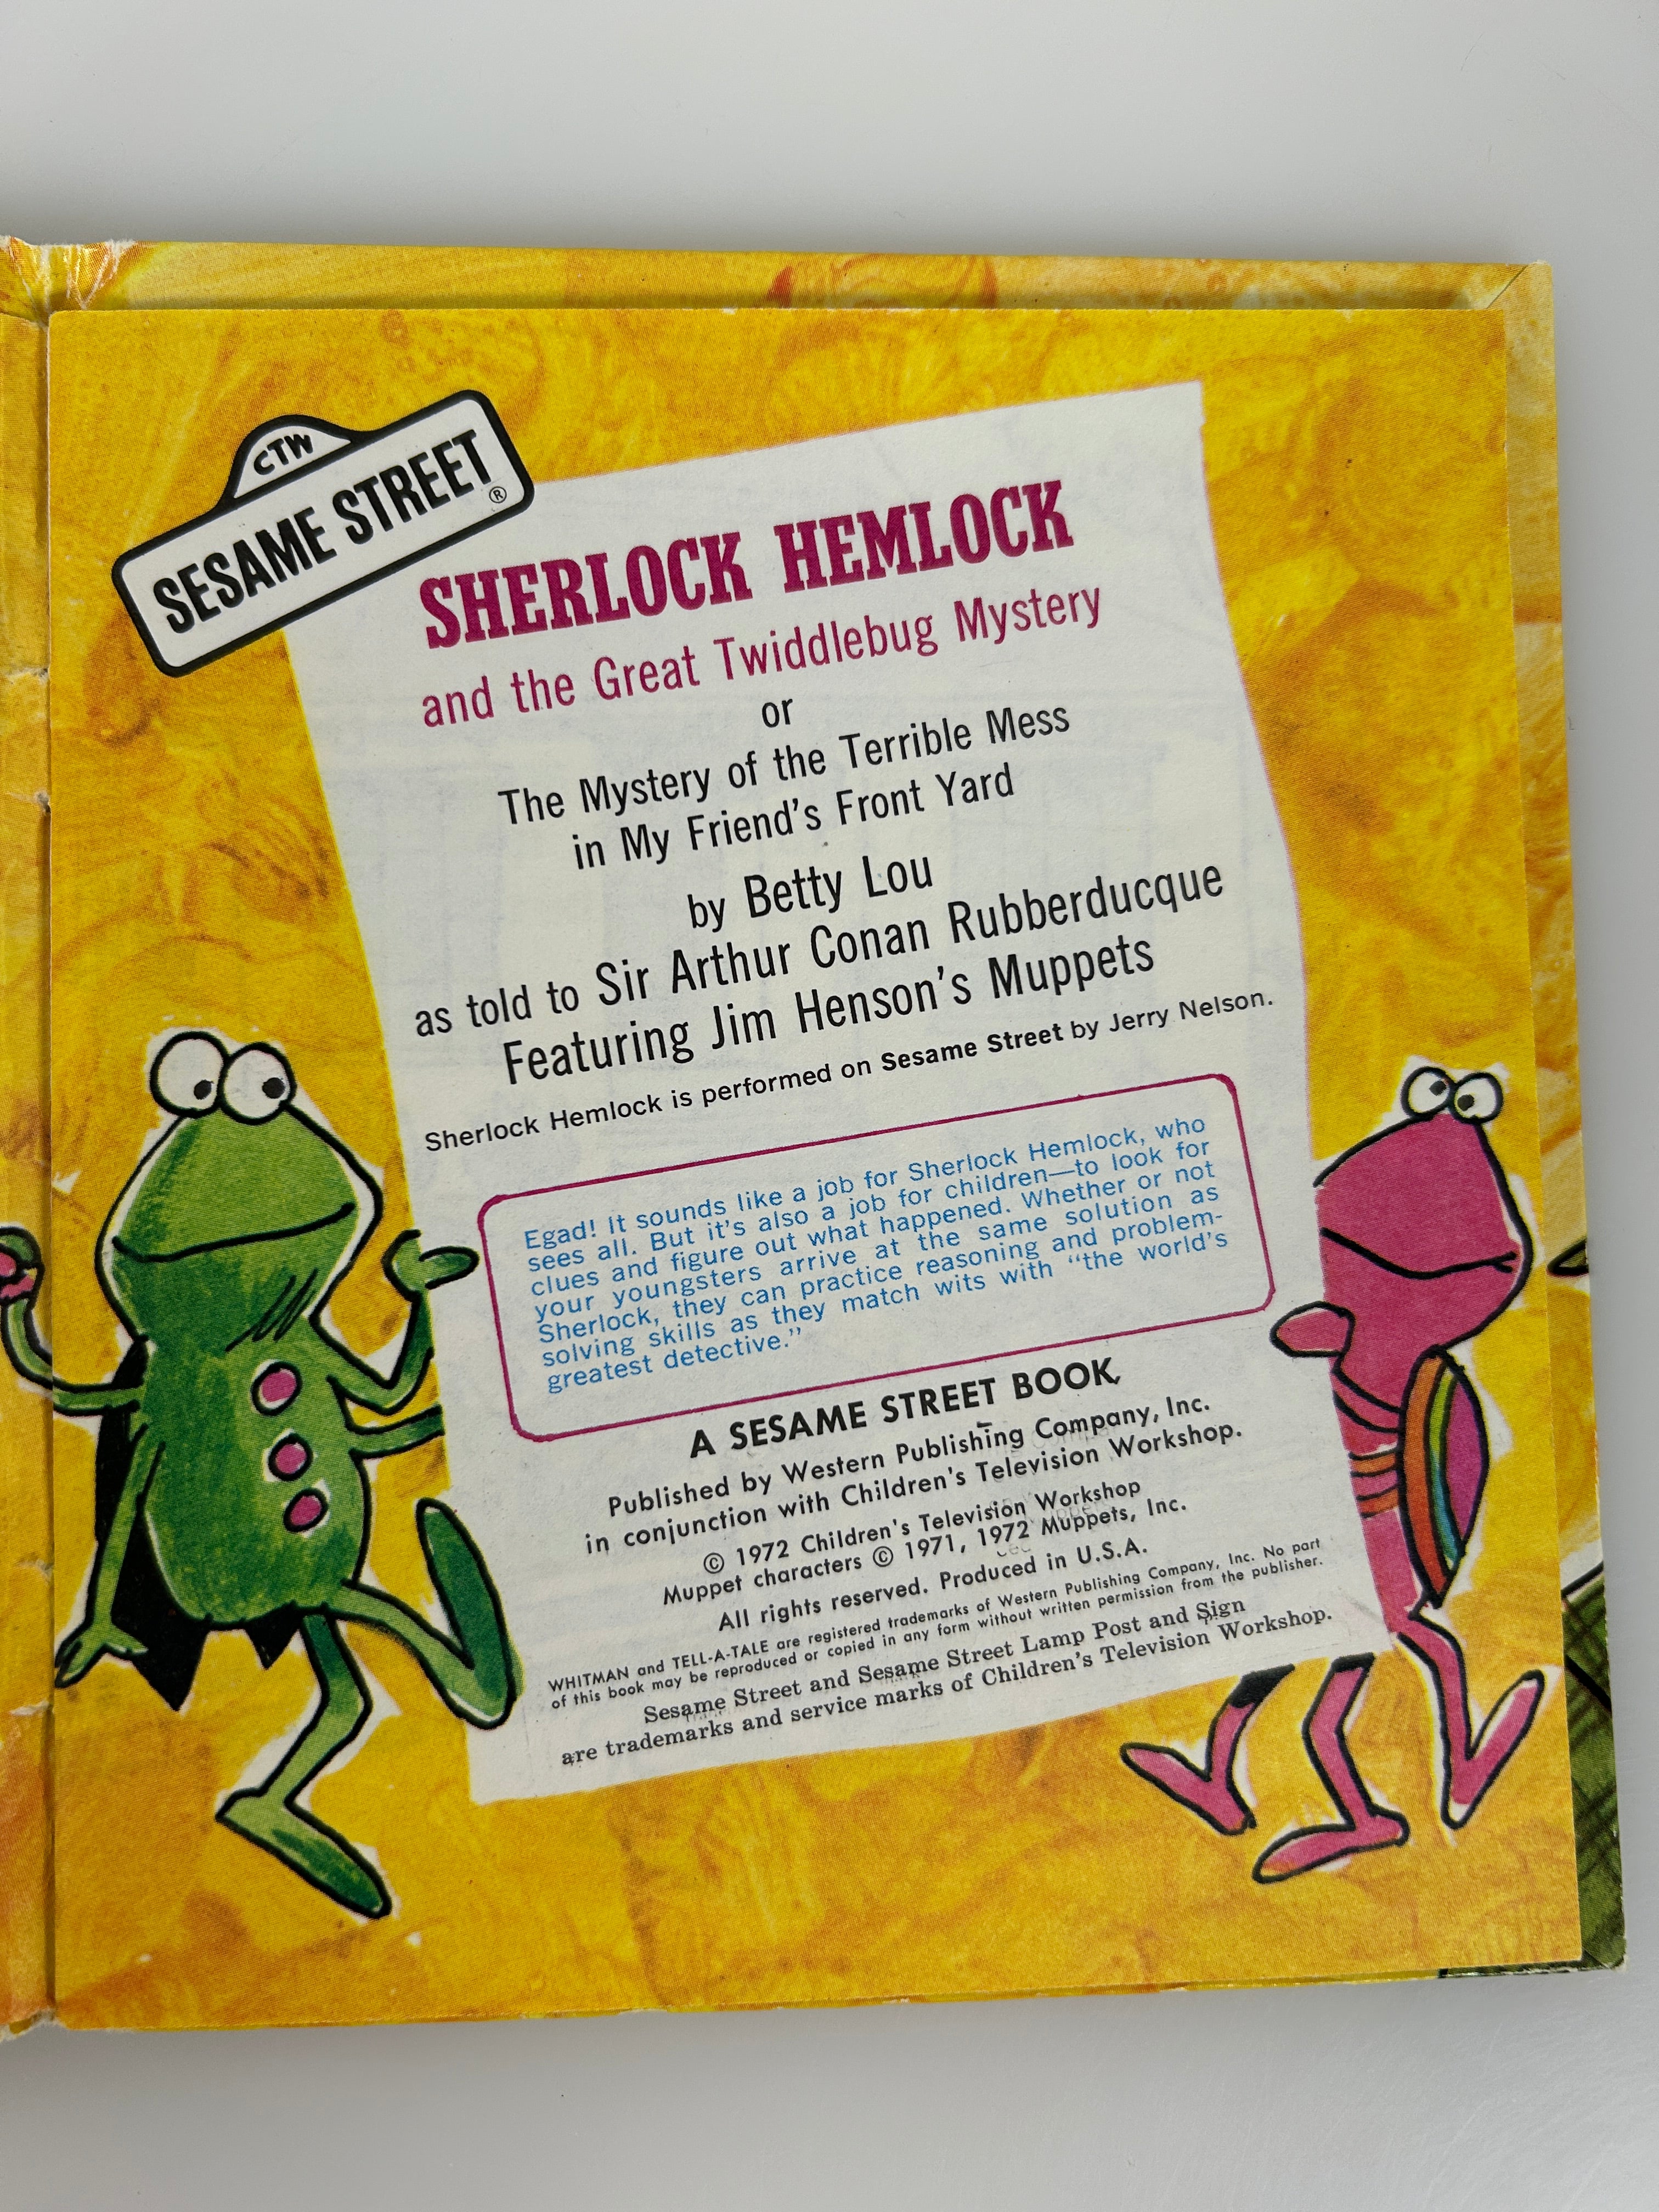 CTW
SESAME STREET®
SHERLOCK HEMLOCK
and the Great Twiddlebug Mystery
or
The Mystery of the Terrible Mess
in My Friend's Front Yard
by Betty Lou
as told to Sir Arthur Conan Rubberducque
Featuring Jim Henson's Muppets
Sherlock Hemlock is performed on Sesame Street by Jerry Nelson.
Egad! It sounds like a job for Sherlock Hemlock, who
sees all. But it's also a job for children—to look for
clues and figure out what happened. Whether or not
your youngsters arrive at the same solution as
Sherlock, they can practice reasoning and problem-
solving skills as they match wits with "the world's
greatest detective."
A SESAME STREET BOOK,
Published by Western Publishing Company, Inc.
in conjunction with Children's Television Workshop.
© 1972 Children's Television Workshop
Muppet characters © 1971, 1972 Muppets, Inc.
All rights reserved. Produced in U.S.A.
WHITMAN and TELL-A-TALE are registered trademarks of Western Publishing Company, Inc. No part
of this book may be reproduced or copied in any form without written permission from the publisher.
Sesame Street and Sesame Street Lamp Post and Sign
are trademarks and service marks of Children's Television Workshop.